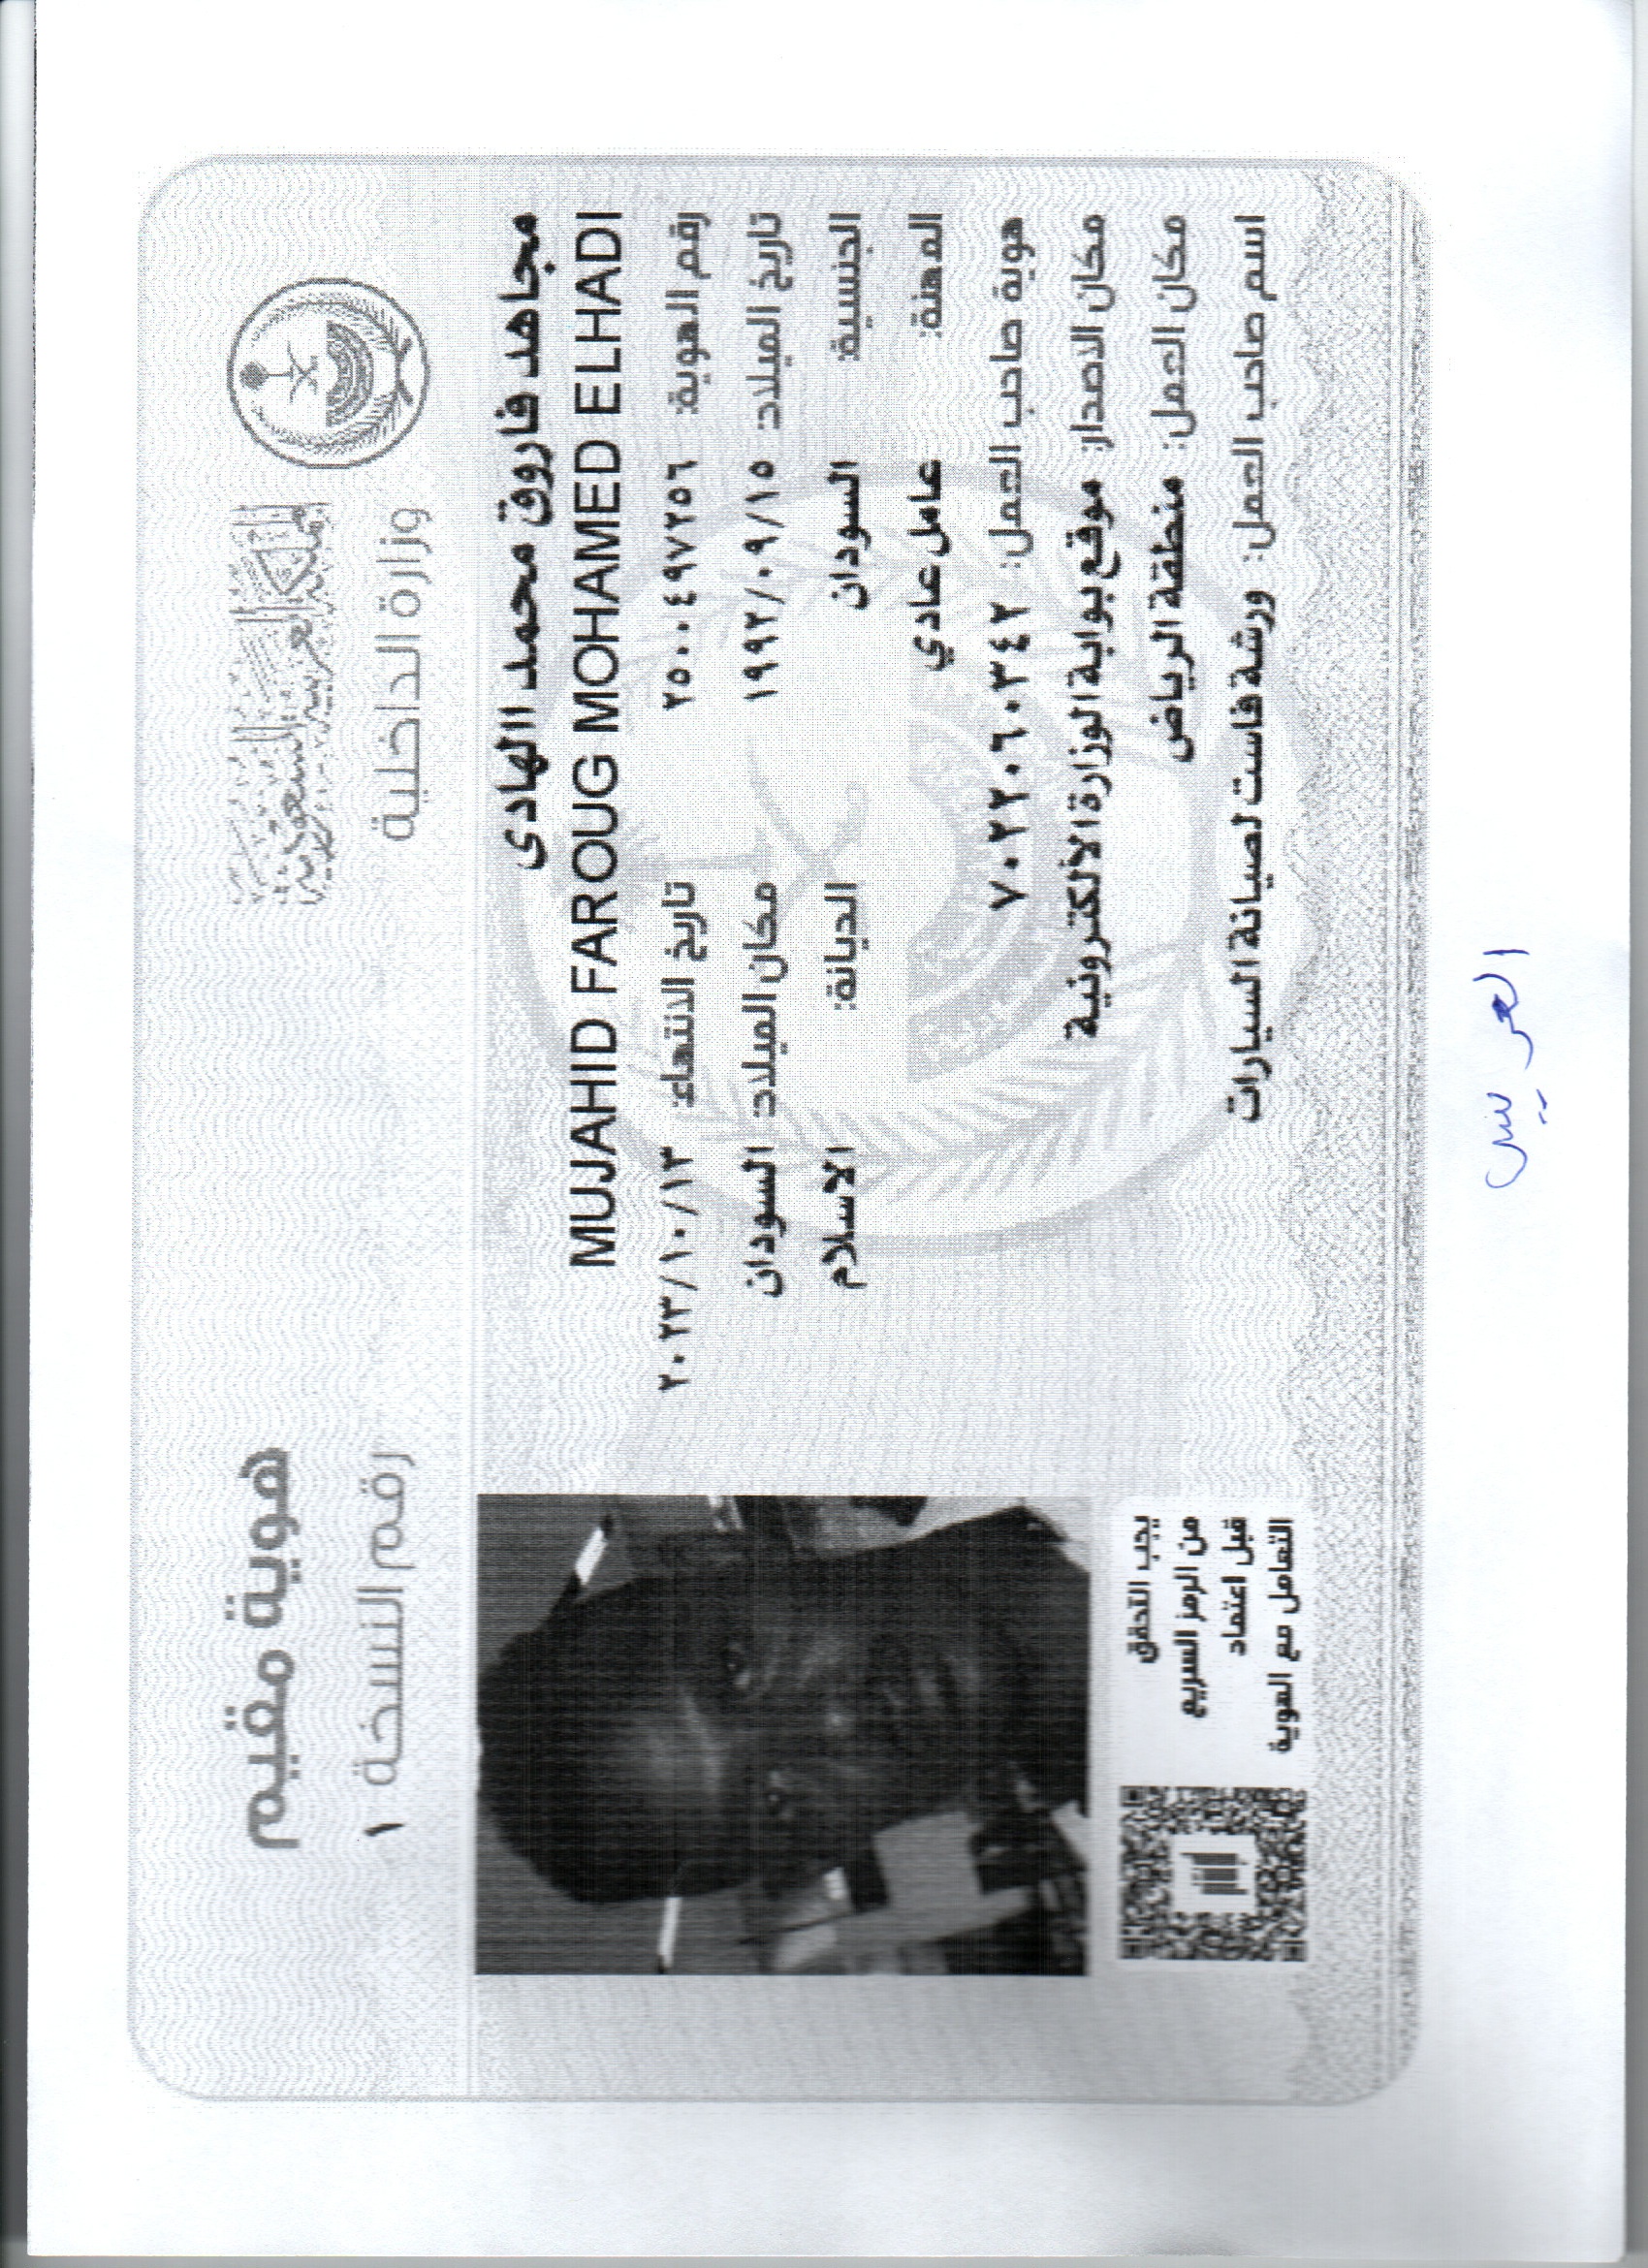 المملكة العربية السعودية
وزارة الداخلية
هوية مقيم
رقم النسخة ١
مجاهد فاروق محمد االهادى
MUJAHID FAROUG MOHAMED ELHADI
رقم الهوية: ٢٥٠٠٤٩٧٢٥٦ تاريخ الانتهاء: ٢٠٢٣/١٠/١٣
تاريخ الميلاد: ١٩٩٢/٠٩/١٥ مكان الميلاد: السودان
الجنسية: السودان الديانة: الاسلام
المهنة: عامل عادي
هوية صاحب العمل: ٧٠٢٢٠٦٠٣٤٢
مكان الاصدار: موقع بوابة الوزارة الالكترونية
مكان العمل: منطقة الرياض
اسم صاحب العمل: ورشة فاست لصيانة السيارات
يجب التحقق
من الرمز السريع
قبل اعتماد
التعامل مع الهوية
العريس